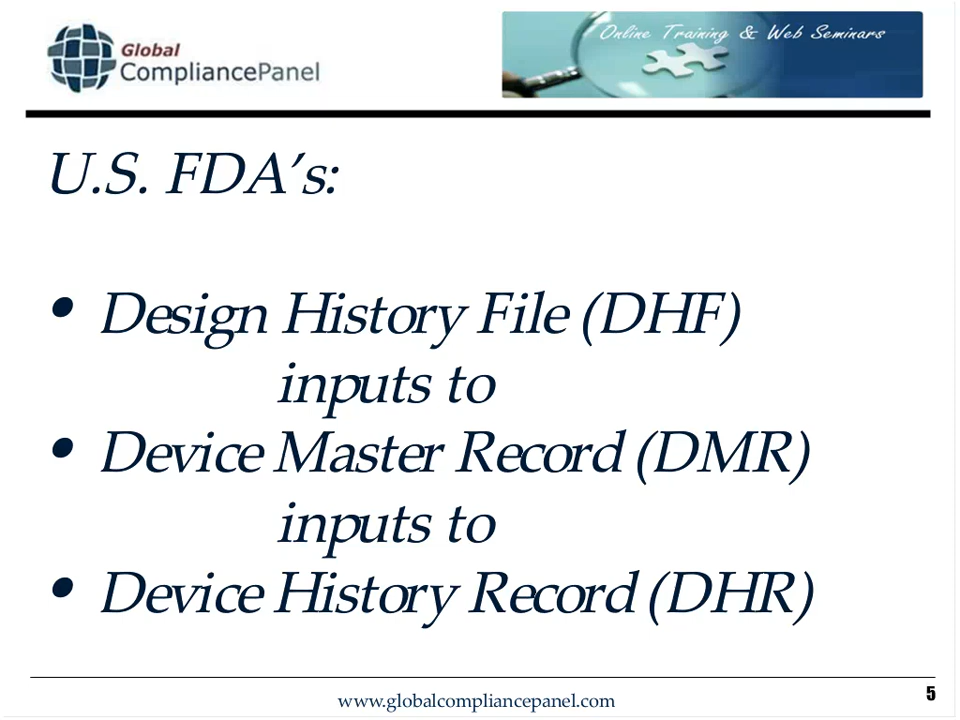 Global
CompliancePanel
Online Training & Web Seminars
U.S. FDA’s:
• Design History File (DHF)
inputs to
• Device Master Record (DMR)
inputs to
• Device History Record (DHR)
www.globalcompliancepanel.com
5